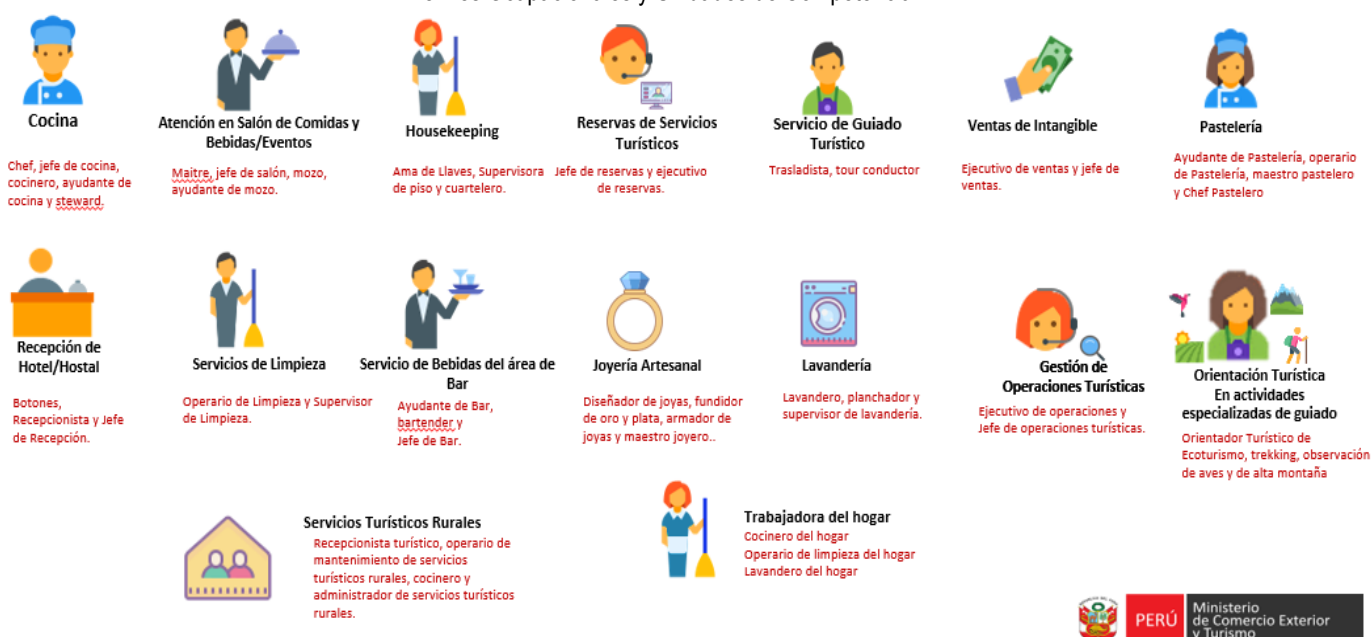 Cocina
Chef, jefe de cocina,
cocinero, ayudante de
cocina y steward.
Atención en Salón de Comidas y
Bebidas/Eventos
Maitre, jefe de salón, mozo,
ayudante de mozo.
Housekeeping
Ama de Llaves, Supervisora
de piso y cuartelero.
Reservas de Servicios
Turísticos
Jefe de reservas y ejecutivo
de reservas.
Servicio de Guiado
Turístico
Trasladista, tour conductor
Ventas de Intangible
Ejecutivo de ventas y jefe de
ventas.
Pastelería
Ayudante de Pastelería, operario
de Pastelería, maestro pastelero
y Chef Pastelero
Recepción de
Hotel/Hostal
Botones,
Recepcionista y Jefe
de Recepción.
Servicios de Limpieza
Operario de Limpieza y Supervisor
de Limpieza.
Servicio de Bebidas del área de
Bar
Ayudante de Bar,
bartender y
Jefe de Bar.
Joyería Artesanal
Diseñador de joyas, fundidor
de oro y plata, armador de
joyas y maestro joyero..
Lavandería
Lavandero, planchador y
supervisor de lavandería.
Gestión de
Operaciones Turísticas
Ejecutivo de operaciones y
Jefe de operaciones turísticas.
Orientación Turística
En actividades
especializadas de guiado
Orientador Turístico de
Ecoturismo, trekking, observación
de aves y de alta montaña
Servicios Turísticos Rurales
Recepcionista turístico, operario de
mantenimiento de servicios
turísticos rurales, cocinero y
administrador de servicios turísticos
rurales.
Trabajadora del hogar
Cocinero del hogar
Operario de limpieza del hogar
Lavandero del hogar
PERÚ
Ministerio
de Comercio Exterior
y Turismo